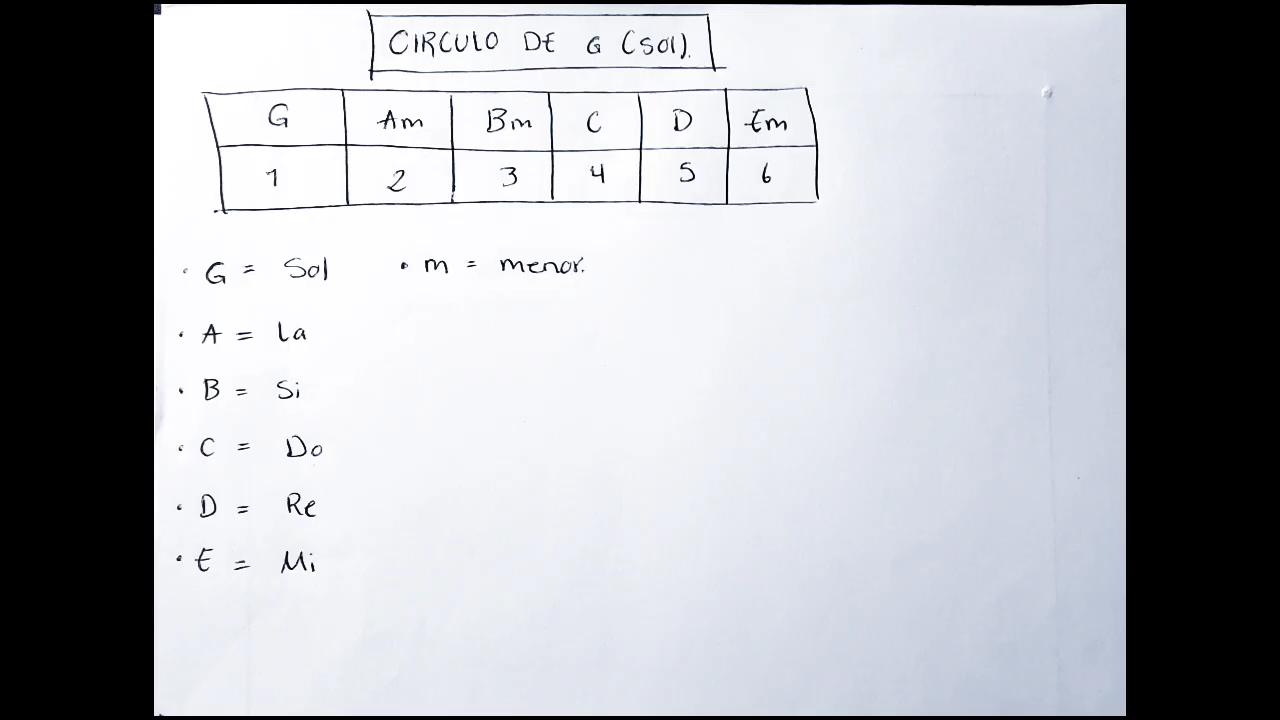 CIRCULO DE G (Sol).
G Am Bm C D Em
1 2 3 4 5 6
· G = Sol · m = menor.
· A = La
· B = Si
· C = Do
· D = Re
· E = Mi